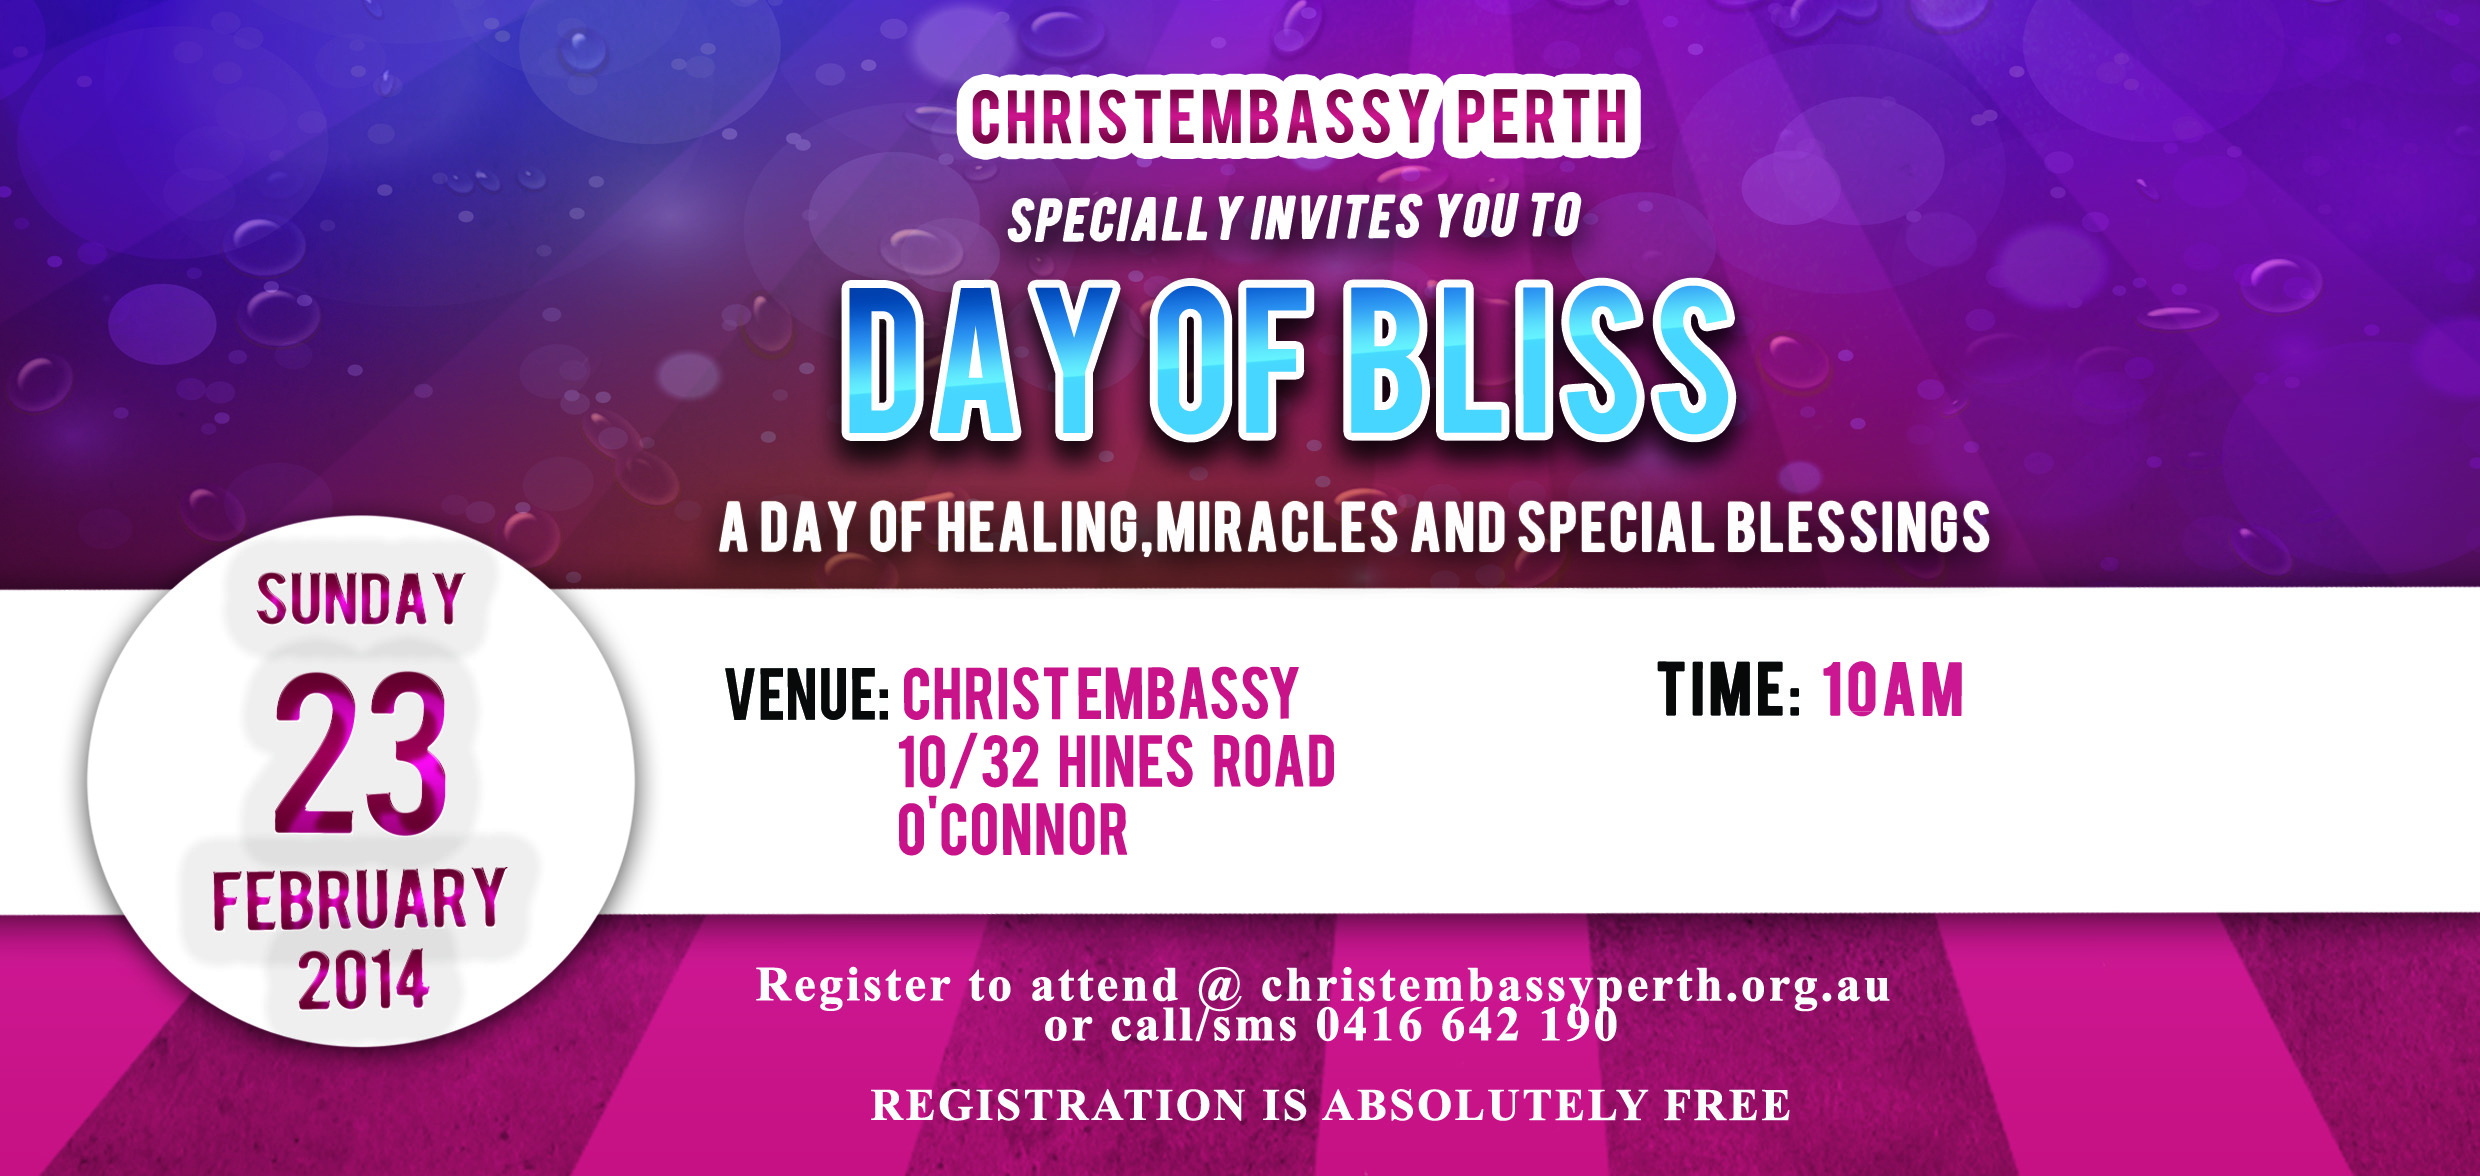 CHRISTEMBASSY PERTH
SPECIALLY INVITES YOU TO
DAY OF BLISS
A DAY OF HEALING,MIRACLES AND SPECIAL BLESSINGS
SUNDAY
23
FEBRUARY
2014
VENUE: CHRIST EMBASSY
10/32 HINES ROAD
O'CONNOR
TIME: 10AM
Register to attend @ christembassyperth.org.au
or call/sms 0416 642 190
REGISTRATION IS ABSOLUTELY FREE